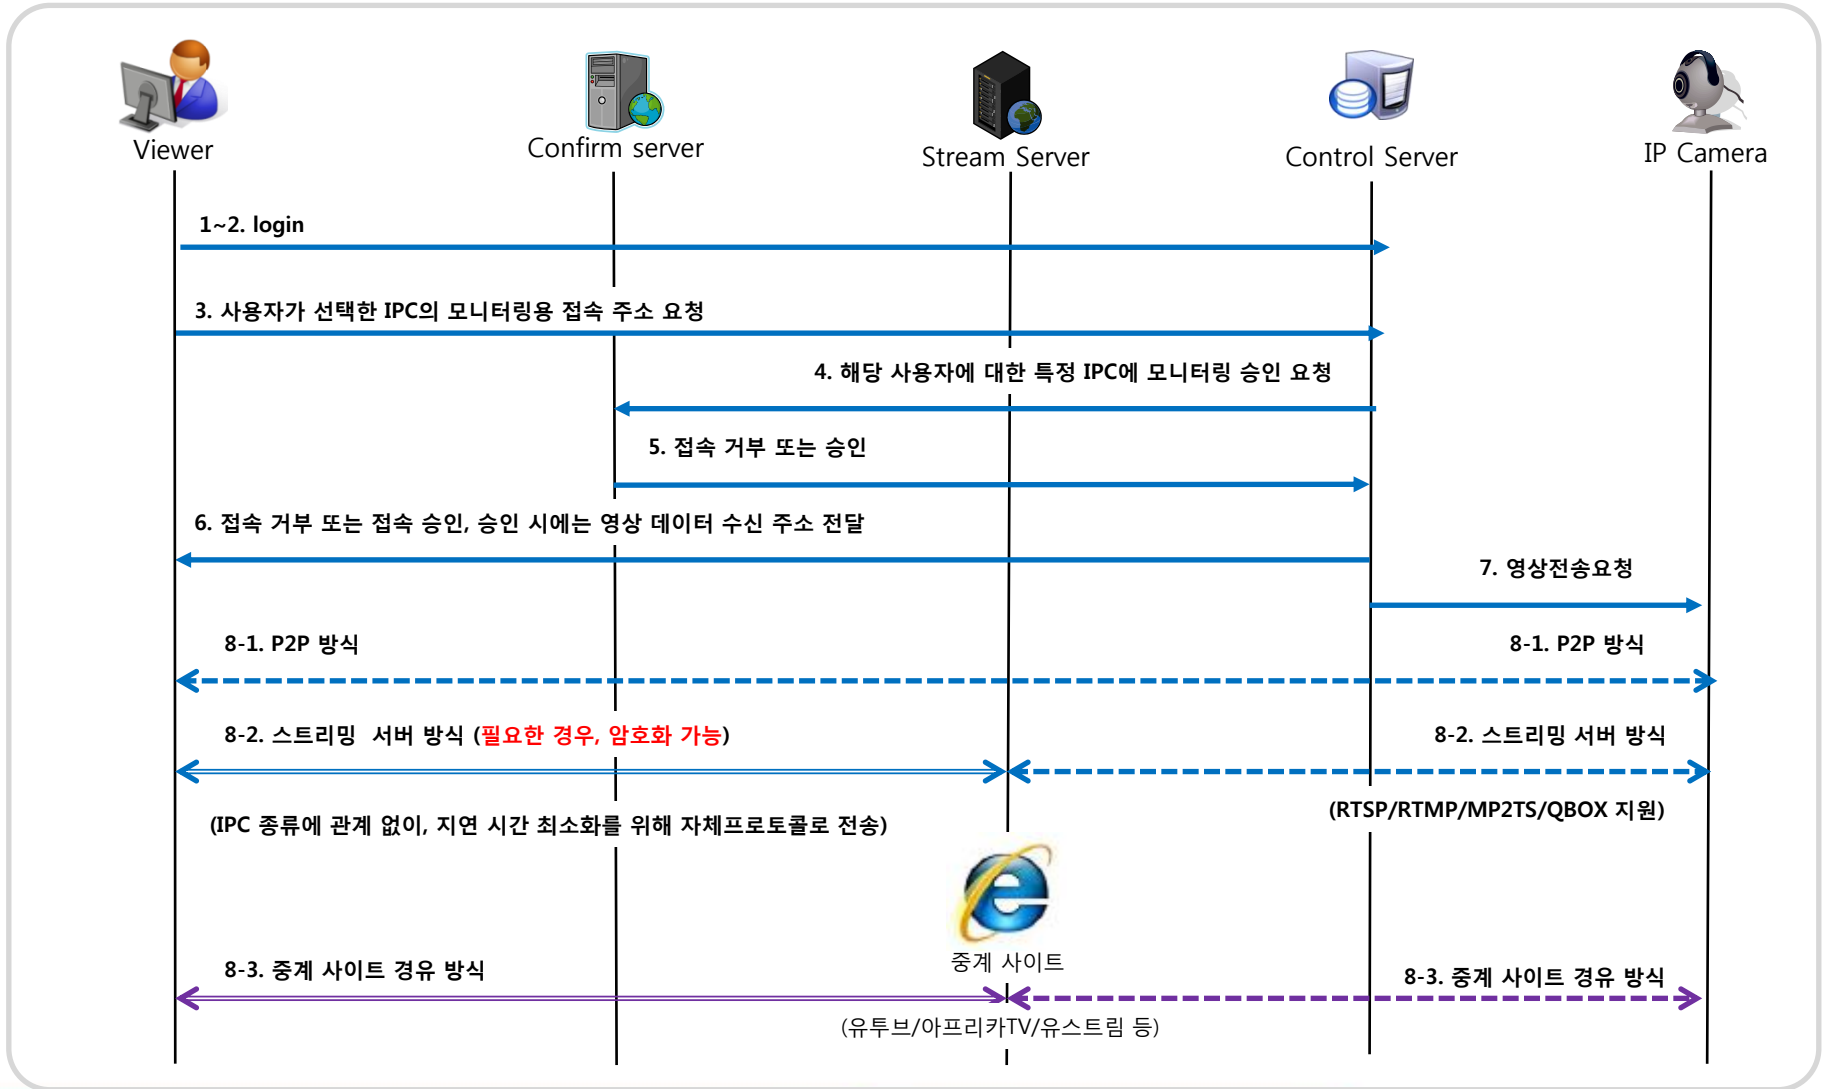 Viewer
Confirm server
Stream Server
Control Server
IP Camera
1~2. login
3. 사용자가 선택한 IPC의 모니터링용 접속 주소 요청
4. 해당 사용자에 대한 특정 IPC에 모니터링 승인 요청
5. 접속 거부 또는 승인
6. 접속 거부 또는 접속 승인, 승인 시에는 영상 데이터 수신 주소 전달
7. 영상전송요청
8-1. P2P 방식
8-1. P2P 방식
8-2. 스트리밍 서버 방식 (필요한 경우, 암호화 가능)
8-2. 스트리밍 서버 방식
(IPC 종류에 관계 없이, 지연 시간 최소화를 위해 자체프로토콜로 전송)
(RTSP/RTMP/MP2TS/QBOX 지원)
중계 사이트
8-3. 중계 사이트 경유 방식
8-3. 중계 사이트 경유 방식
(유투브/아프리카TV/유스트림 등)